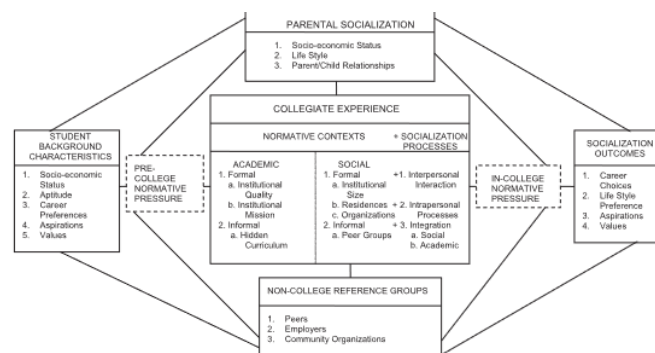 PARENTAL SOCIALIZATION
1. Socio-economic Status
2. Life Style
3. Parent/Child Relationships
COLLEGIATE EXPERIENCE
NORMATIVE CONTEXTS
+ SOCIALIZATION
PROCESSES
ACADEMIC
1. Formal
a. Institutional
Quality
b. Institutional
Mission
2. Informal
a. Hidden
Curriculum
SOCIAL
1. Formal
a. Institutional
Size
b. Residences
c. Organizations
2. Informal
a. Peer Groups
+1. Interpersonal
Interaction
+ 2. Intrapersonal
Processes
+ 3. Integration
a. Social
b. Academic
STUDENT
BACKGROUND
CHARACTERISTICS
1. Socio-economic
Status
2. Aptitude
3. Career
Preferences
4. Aspirations
5. Values
PRE-
COLLEGE
NORMATIVE
PRESSURE
IN-COLLEGE
NORMATIVE
PRESSURE
SOCIALIZATION
OUTCOMES
1. Career
Choices
2. Life Style
Preference
3. Aspirations
4. Values
NON-COLLEGE REFERENCE GROUPS
1. Peers
2. Employers
3. Community Organizations